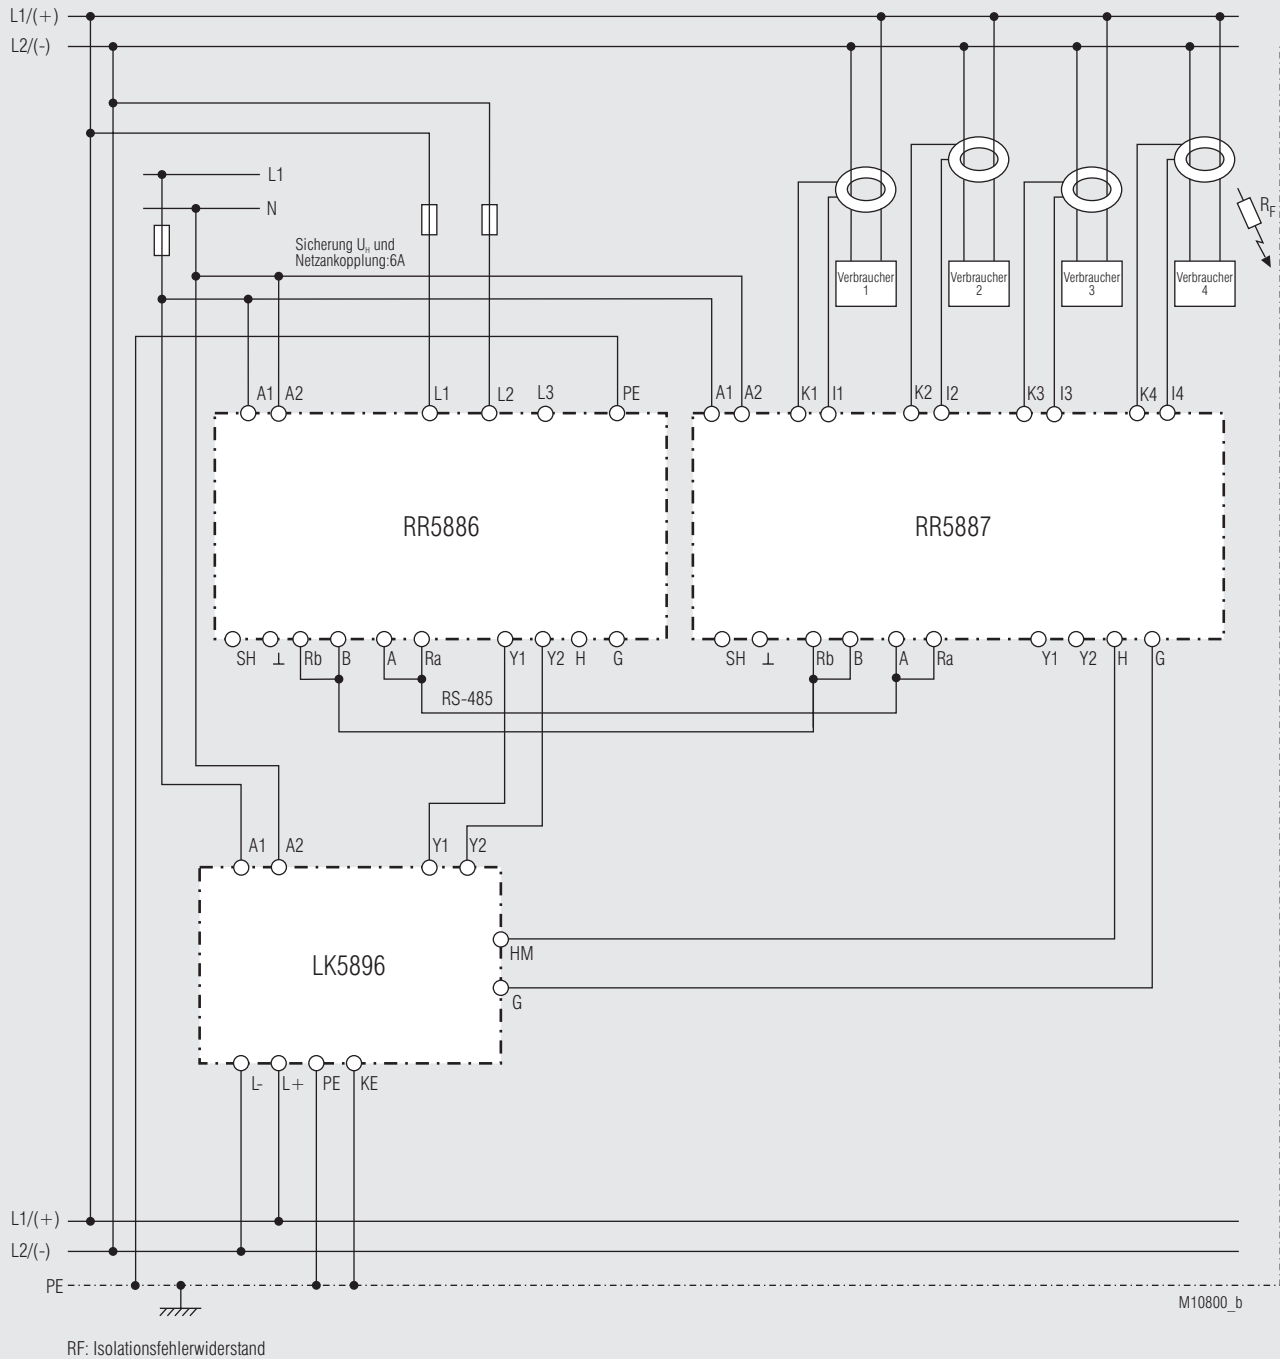 L1/(+)
L2/(-)
L1
N
Sicherung UH und
Netzankopplung:6A
RF
Verbraucher
1
Verbraucher
2
Verbraucher
3
Verbraucher
4
A1 A2 L1 L2 L3 PE
A1 A2 K1 I1 K2 I2 K3 I3 K4 I4
RR5886
RR5887
SH ⊥ Rb B A Ra Y1 Y2 H G
SH ⊥ Rb B A Ra Y1 Y2 H G
RS-485
A1 A2 Y1 Y2
LK5896
HM
G
L- L+ PE KE
L1/(+)
L2/(-)
PE
M10800_b
RF: Isolationsfehlerwiderstand